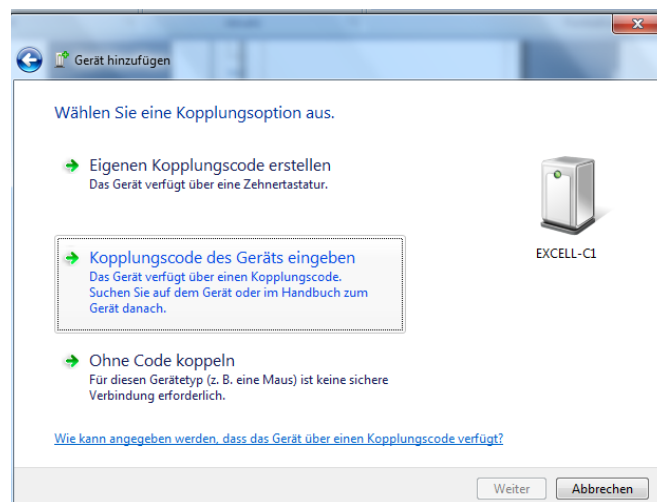 Gerät hinzufügen
Wählen Sie eine Kopplungsoption aus.
Eigenen Kopplungscode erstellen
Das Gerät verfügt über eine Zehnertastatur.
Kopplungscode des Geräts eingeben
Das Gerät verfügt über einen Kopplungscode.
Suchen Sie auf dem Gerät oder im Handbuch zum
Gerät danach.
EXCELL-C1
Ohne Code koppeln
Für diesen Gerätetyp (z. B. eine Maus) ist keine sichere
Verbindung erforderlich.
Wie kann angegeben werden, dass das Gerät über einen Kopplungscode verfügt?
Weiter
Abbrechen